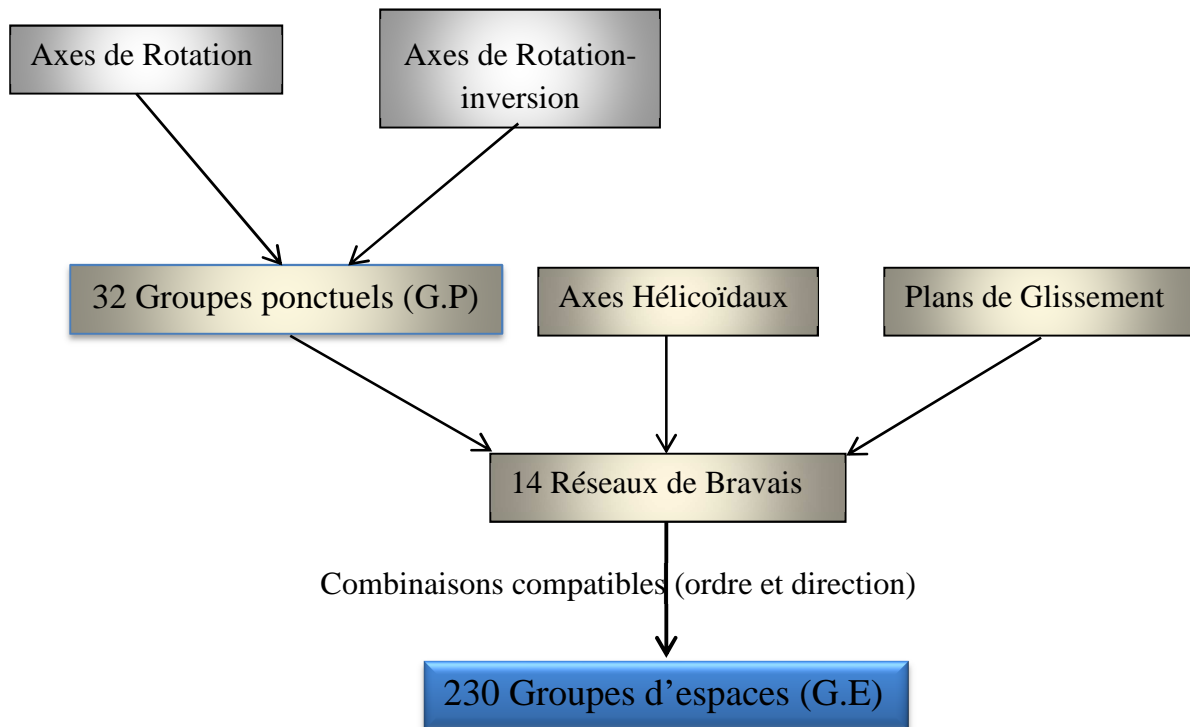 Axes de Rotation
Axes de Rotation-
inversion
32 Groupes ponctuels (G.P)
Axes Hélicoïdaux
Plans de Glissement
14 Réseaux de Bravais
Combinaisons compatibles (ordre et direction)
230 Groupes d’espaces (G.E)